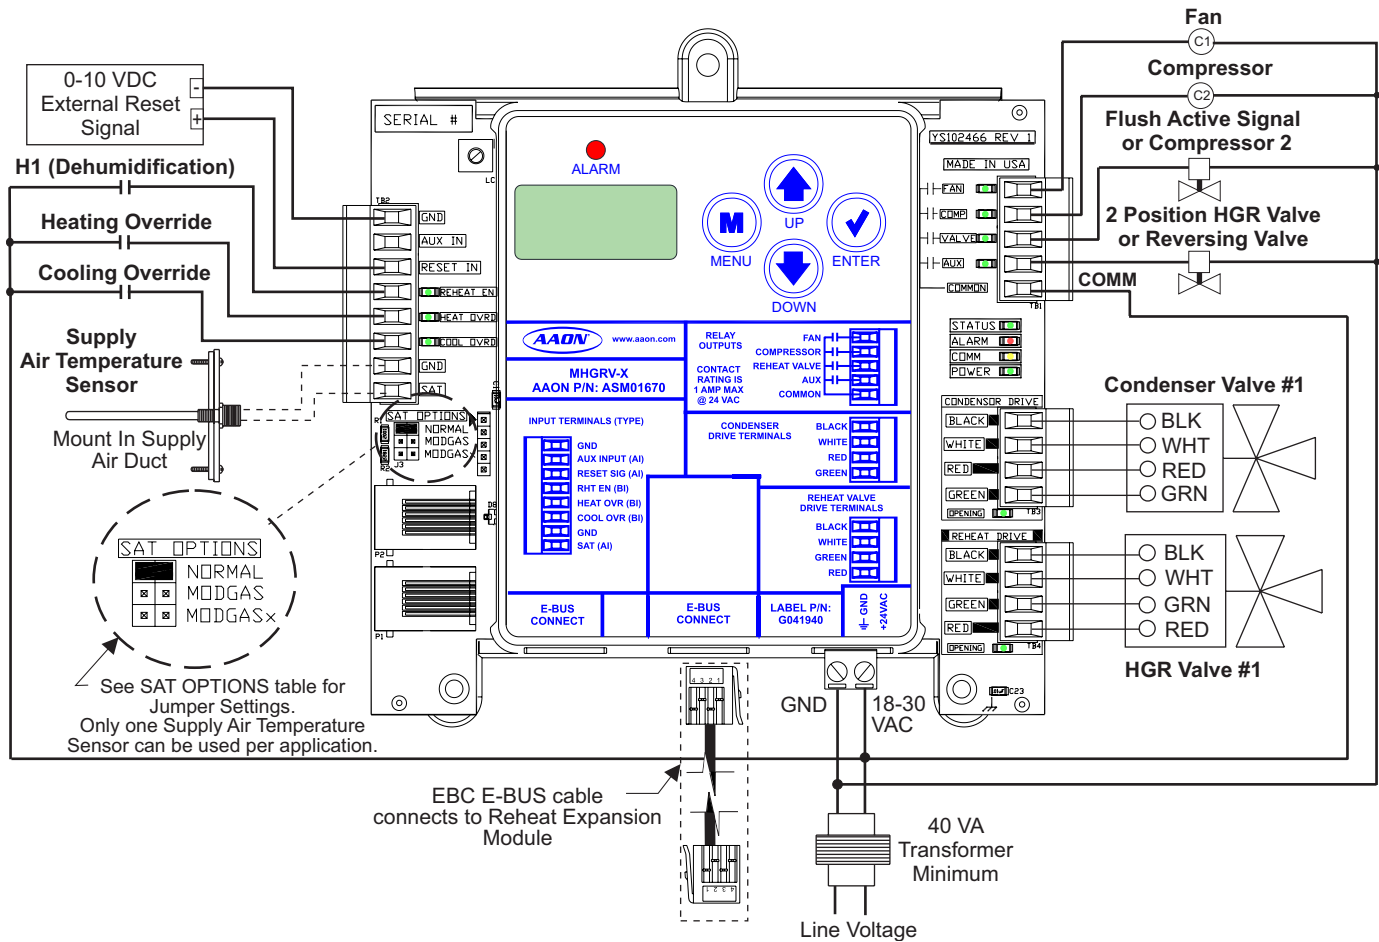 Fan
C1
Compressor
C2
Flush Active Signal
or Compressor 2
2 Position HGR Valve
or Reversing Valve
COMM
0-10 VDC
External Reset
Signal
-
+
H1 (Dehumidification)
Heating Override
Cooling Override
Supply
Air Temperature
Sensor
Mount In Supply
Air Duct
SERIAL #
LC
TB2
GND
AUX IN
RESET IN
REHEAT EN
HEAT OVRD
COOL OVRD
GND
SAT
SAT OPTIONS
NORMAL
MODGAS
MODGASx
J3
P2
P1
SAT OPTIONS
NORMAL
MODGAS
MODGASx
See SAT OPTIONS table for
Jumper Settings.
Only one Supply Air Temperature
Sensor can be used per application.
ALARM
M
MENU
UP
ENTER
DOWN
AAON
www.aaon.com
MHGRV-X
AAON P/N: ASM01670
RELAY
OUTPUTS
CONTACT
RATING IS
1 AMP MAX
@ 24 VAC
FAN
COMPRESSOR
REHEAT VALVE
AUX
COMMON
INPUT TERMINALS (TYPE)
GND
AUX INPUT (AI)
RESET SIG (AI)
RHT EN (BI)
HEAT OVR (BI)
COOL OVR (BI)
GND
SAT (AI)
CONDENSER
DRIVE TERMINALS
BLACK
WHITE
RED
GREEN
REHEAT VALVE
DRIVE TERMINALS
BLACK
WHITE
GREEN
RED
E-BUS
CONNECT
E-BUS
CONNECT
LABEL P/N:
G041940
GND
+24VAC
YS102466 REV 1
MADE IN USA
FAN
COMP
VALVE
AUX
COMMON
TB1
STATUS
ALARM
COMM
POWER
CONDENSOR DRIVE
BLACK
WHITE
RED
GREEN
OPENING
TB3
REHEAT DRIVE
BLACK
WHITE
GREEN
RED
OPENING
TB4
C23
Condenser Valve #1
BLK
WHT
RED
GRN
BLK
WHT
GRN
RED
HGR Valve #1
GND
18-30
VAC
4 3 2 1
EBC E-BUS cable
connects to Reheat Expansion
Module
4 3 2 1
40 VA
Transformer
Minimum
Line Voltage